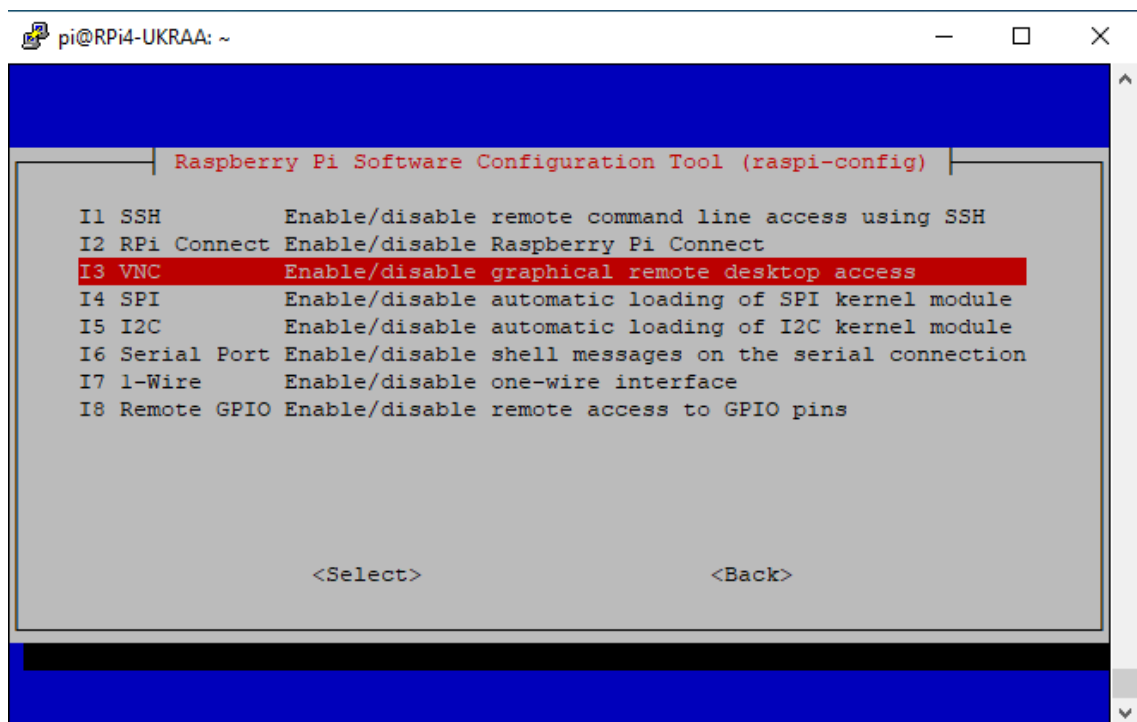 pi@RPi4-UKRAA: ~
Raspberry Pi Software Configuration Tool (raspi-config)
I1 SSH Enable/disable remote command line access using SSH
I2 RPi Connect Enable/disable Raspberry Pi Connect
I3 VNC Enable/disable graphical remote desktop access
I4 SPI Enable/disable automatic loading of SPI kernel module
I5 I2C Enable/disable automatic loading of I2C kernel module
I6 Serial Port Enable/disable shell messages on the serial connection
I7 1-Wire Enable/disable one-wire interface
I8 Remote GPIO Enable/disable remote access to GPIO pins
<Select> <Back>